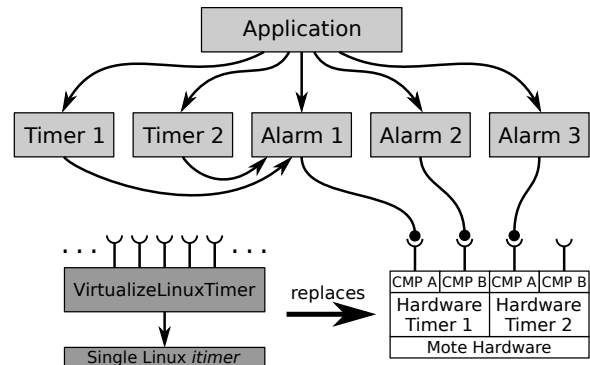 Application
Timer 1
Timer 2
Alarm 1
Alarm 2
Alarm 3
. . .
. . .
VirtualizeLinuxTimer
Single Linux itimer
replaces
CMP A
CMP B
CMP A
CMP B
Hardware
Timer 1
Hardware
Timer 2
Mote Hardware